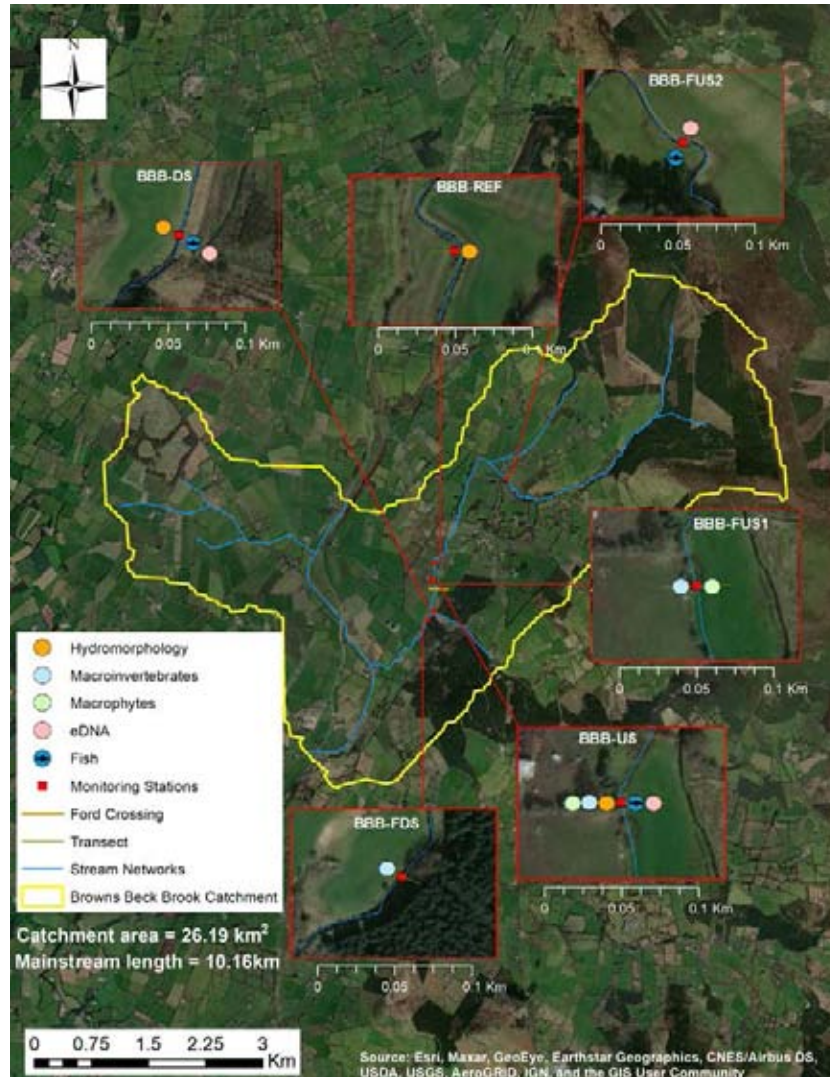 N
BBB-FUS2
0 0.05 0.1 Km
BBB-DS
0 0.05 0.1 Km
BBB-REF
0 0.05 0.1 Km
BBB-FUS1
0 0.05 0.1 Km
Hydromorphology
Macroinvertebrates
Macrophytes
eDNA
Fish
Monitoring Stations
Ford Crossing
Transect
Stream Networks
Browns Beck Brook Catchment
BBB-US
0 0.05 0.1 Km
BBB-FDS
0 0.05 0.1 Km
Catchment area = 26.19 km²
Mainstream length = 10.16km
0 0.75 1.5 2.25 3
Km
Source: Esri, Maxar, GeoEye, Earthstar Geographics, CNES/Airbus DS,
USDA, USGS, AeroGRID, IGN, and the GIS User Community